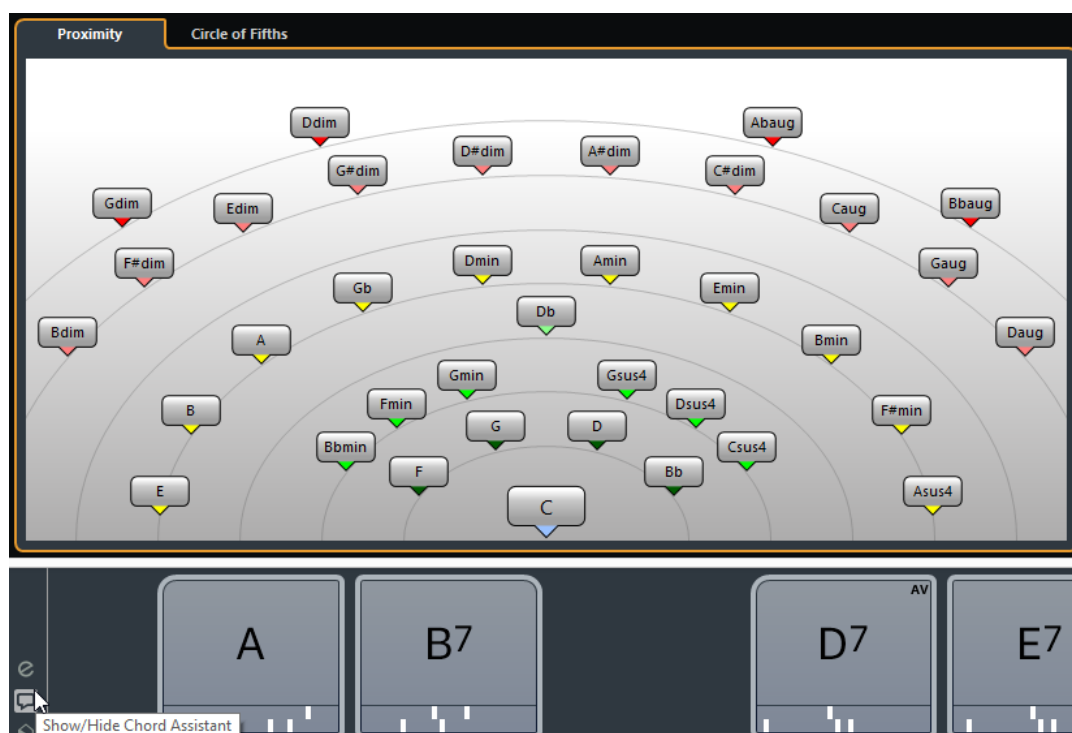 Proximity Circle of Fifths
Ddim Abaug
D#dim A#dim
G#dim C#dim
Gdim Edim Caug Bbaug
F#dim Dmin Amin Gaug
Gb Emin
Bdim A Db Bmin Daug
Gmin Gsus4
B Fmin Dsus4 F#min
G D
Bbmin Csus4
F Bb
E Asus4
C
AV
A B7 D7 E7
e
Show/Hide Chord Assistant